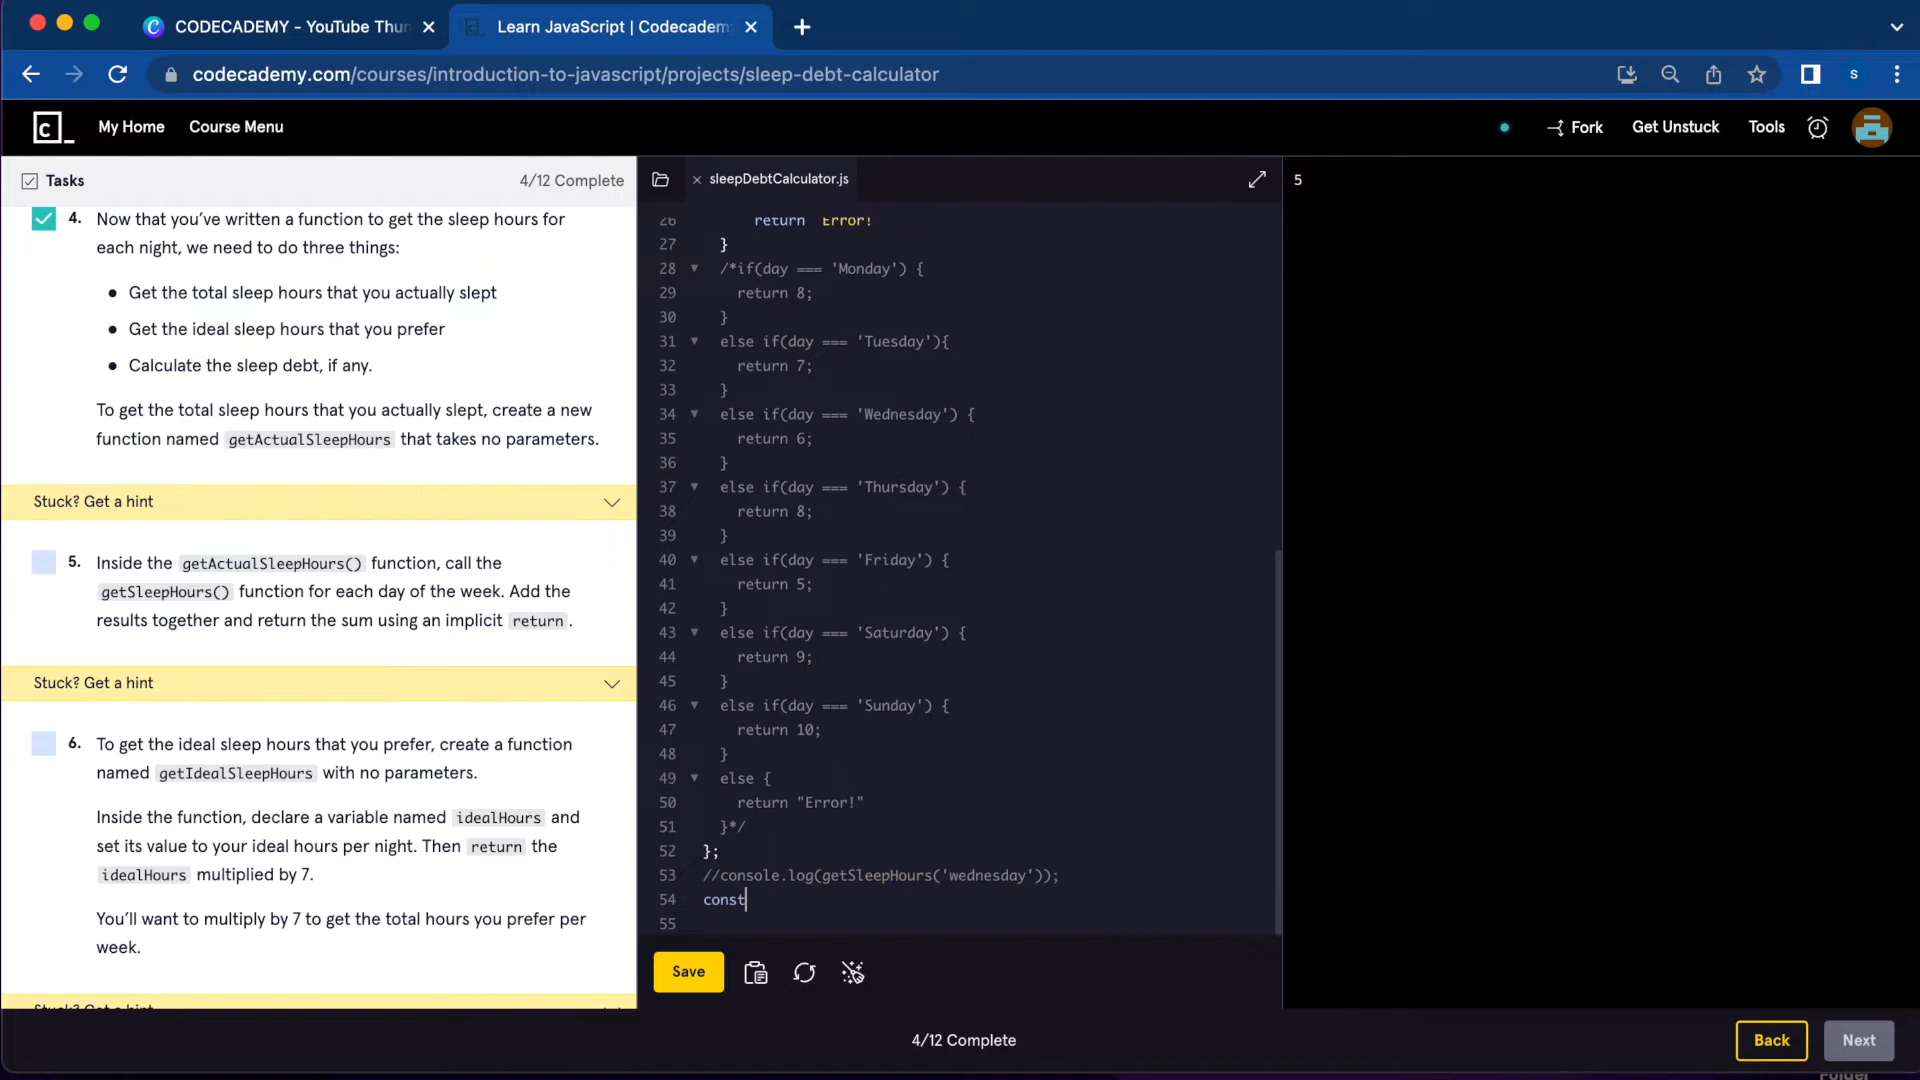 CODECADEMY - YouTube Thun
Learn JavaScript | Codecadem
codecademy.com/courses/introduction-to-javascript/projects/sleep-debt-calculator
s
c_
My Home
Course Menu
Fork
Get Unstuck
Tools
Tasks
4/12 Complete
4. Now that you've written a function to get the sleep hours for
each night, we need to do three things:
● Get the total sleep hours that you actually slept
● Get the ideal sleep hours that you prefer
● Calculate the sleep debt, if any.
To get the total sleep hours that you actually slept, create a new
function named getActualSleepHours that takes no parameters.
Stuck? Get a hint
5. Inside the getActualSleepHours() function, call the
getSleepHours() function for each day of the week. Add the
results together and return the sum using an implicit return.
Stuck? Get a hint
6. To get the ideal sleep hours that you prefer, create a function
named getIdealSleepHours with no parameters.
Inside the function, declare a variable named idealHours and
set its value to your ideal hours per night. Then return the
idealHours multiplied by 7.
You'll want to multiply by 7 to get the total hours you prefer per
week.
Stuck? Get a hint
sleepDebtCalculator.js
26 return Error!
27 }
28 /*if(day === 'Monday') {
29 return 8;
30 }
31 else if(day === 'Tuesday'){
32 return 7;
33 }
34 else if(day === 'Wednesday') {
35 return 6;
36 }
37 else if(day === 'Thursday') {
38 return 8;
39 }
40 else if(day === 'Friday') {
41 return 5;
42 }
43 else if(day === 'Saturday') {
44 return 9;
45 }
46 else if(day === 'Sunday') {
47 return 10;
48 }
49 else {
50 return "Error!"
51 }*/
52 };
53 //console.log(getSleepHours('wednesday'));
54 const
55
Save
5
4/12 Complete
Back
Next
Folder